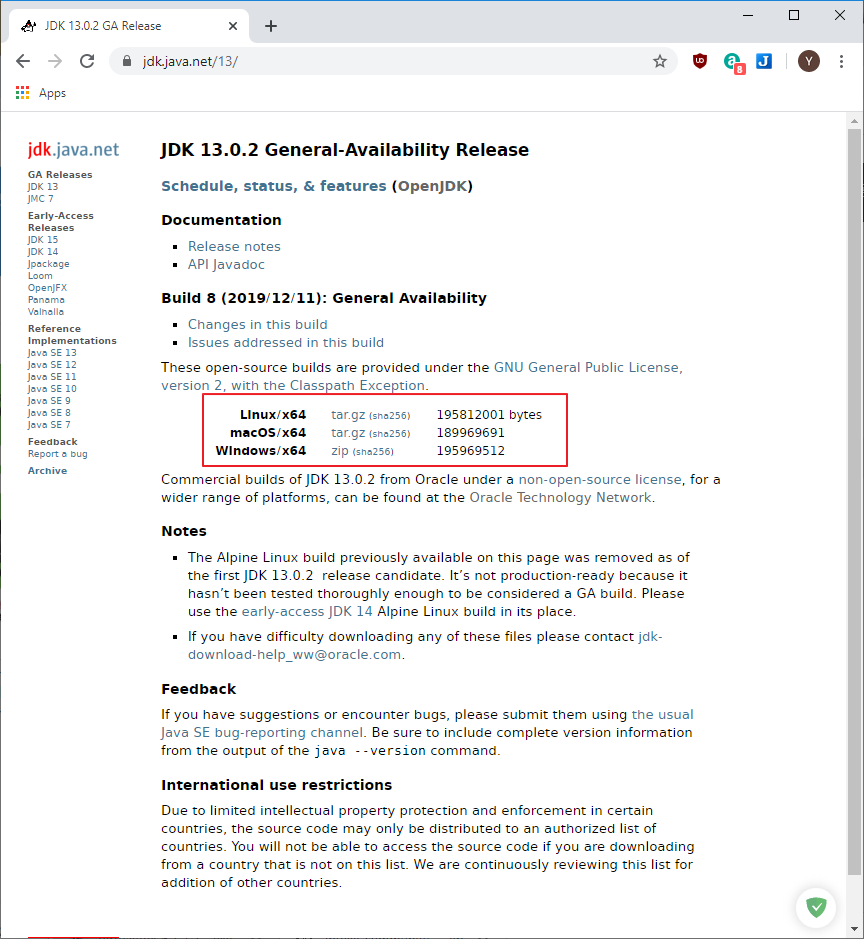 JDK 13.0.2 GA Release
jdk.java.net/13/
UO
a
B
J
Y
Apps
jdk.java.net
GA Releases
JDK 13
JMC 7
Early-Access
Releases
JDK 15
JDK 14
Jpackage
Loom
OpenJFX
Panama
Valhalla
Reference
Implementations
Java SE 13
Java SE 12
Java SE 11
Java SE 10
Java SE 9
Java SE 8
Java SE 7
Feedback
Report a bug
Archive
JDK 13.0.2 General-Availability Release
Schedule, status, & features (OpenJDK)
Documentation
Release notes
API Javadoc
Build 8 (2019/12/11): General Availability
Changes in this build
Issues addressed in this build
These open-source builds are provided under the GNU General Public License,
version 2, with the Classpath Exception.
Linux/x64 tar.gz (sha256) 195812001 bytes
macOS/x64 tar.gz (sha256) 189969691
Windows/x64 zip (sha256) 195969512
Commercial builds of JDK 13.0.2 from Oracle under a non-open-source license, for a
wider range of platforms, can be found at the Oracle Technology Network.
Notes
The Alpine Linux build previously available on this page was removed as of
the first JDK 13.0.2 release candidate. It’s not production-ready because it
hasn’t been tested thoroughly enough to be considered a GA build. Please
use the early-access JDK 14 Alpine Linux build in its place.
If you have difficulty downloading any of these files please contact jdk-
download-help_ww@oracle.com.
Feedback
If you have suggestions or encounter bugs, please submit them using the usual
Java SE bug-reporting channel. Be sure to include complete version information
from the output of the java --version command.
International use restrictions
Due to limited intellectual property protection and enforcement in certain
countries, the source code may only be distributed to an authorized list of
countries. You will not be able to access the source code if you are downloading
from a country that is not on this list. We are continuously reviewing this list for
addition of other countries.